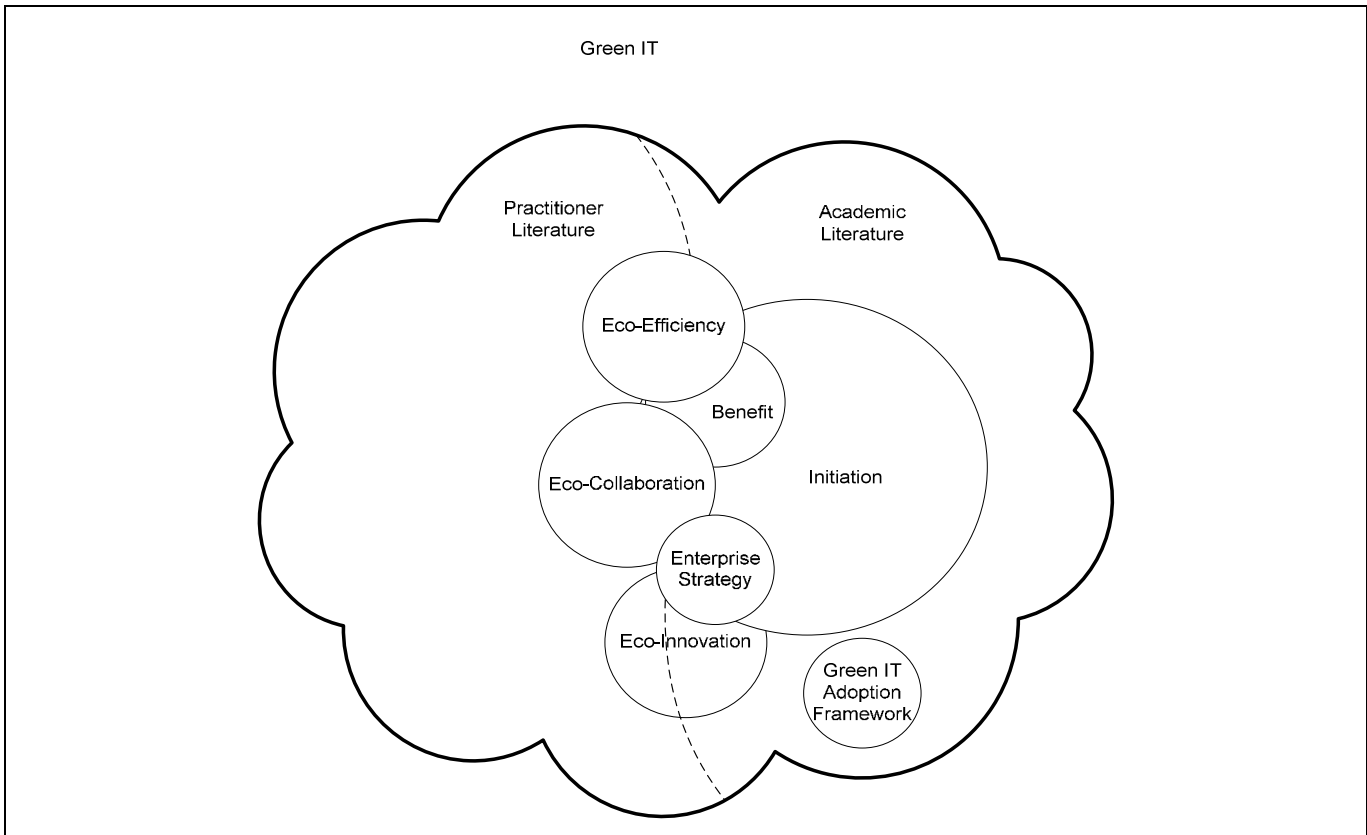 Green IT
Practitioner
Literature
Academic
Literature
Eco-Efficiency
Benefit
Initiation
Eco-Collaboration
Enterprise
Strategy
Eco-Innovation
Green IT
Adoption
Framework